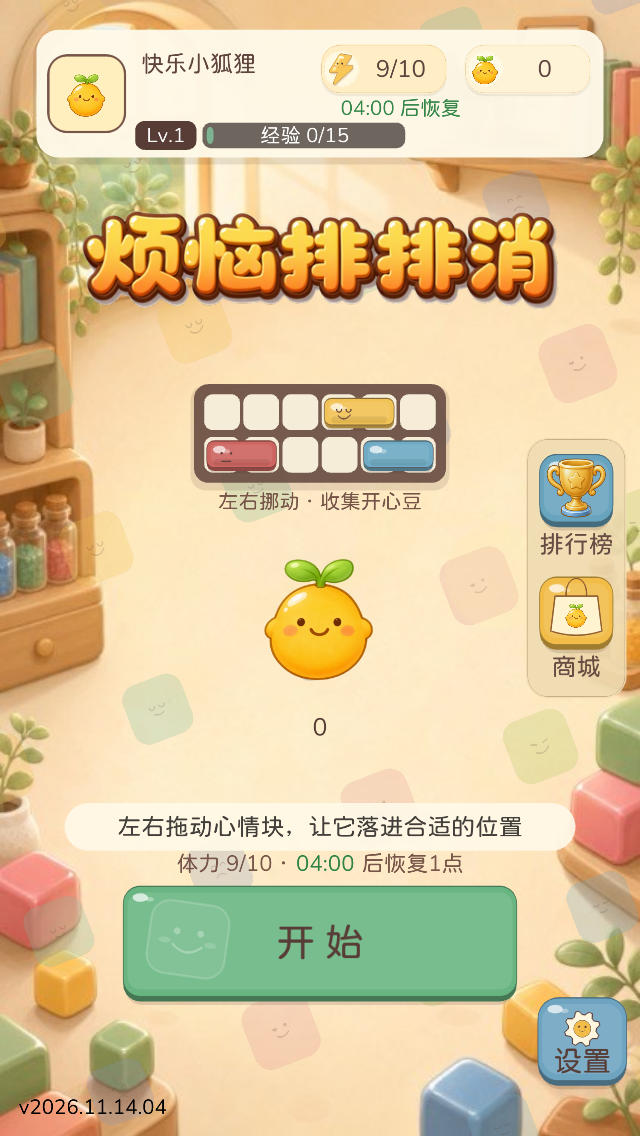 快乐小狐狸
9/10
0
04:00 后恢复
Lv.1
经验 0/15
烦恼排排消
左右挪动 · 收集开心豆
排行榜
商城
0
左右拖动心情块，让它落进合适的位置
体力 9/10 · 04:00 后恢复1点
开始
设置
v2026.11.14.04